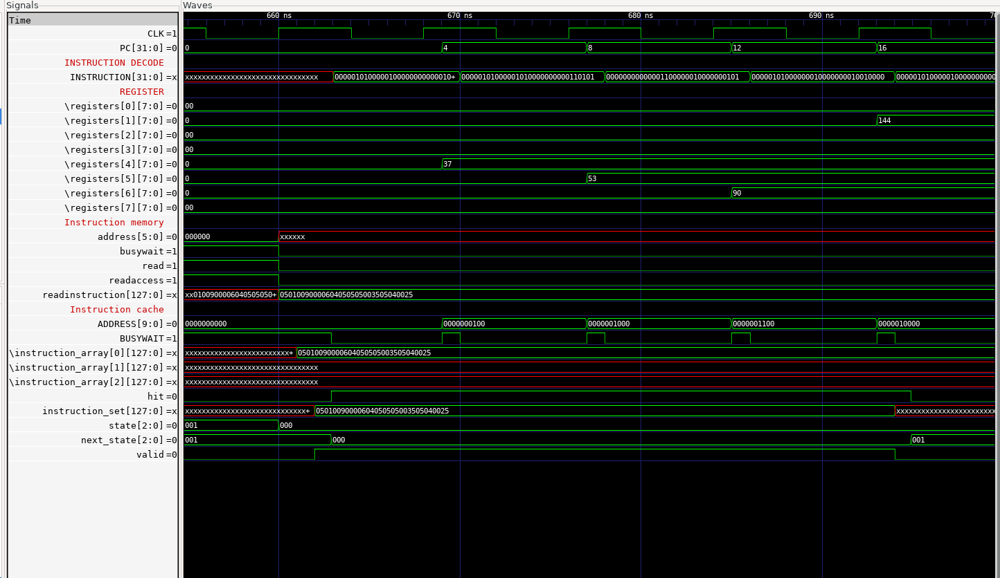 Signals
Waves
Time
660 ns 670 ns 680 ns 690 ns 70
CLK=1
PC[31:0]=0 0 4 8 12 16
INSTRUCTION DECODE
INSTRUCTION[31:0]=x xxxxxxxxxxxxxxxxxxxxxxxxxxxxxxxx 0000010100000100000000000010+ 00000101000001010000000000110101 00000000000001100000010000000101 00000101000000010000000010010000 000001010000010000000000
REGISTER
\registers[0][7:0]=0 00
\registers[1][7:0]=0 0 144
\registers[2][7:0]=0 00
\registers[3][7:0]=0 00
\registers[4][7:0]=0 0 37
\registers[5][7:0]=0 0 53
\registers[6][7:0]=0 0 90
\registers[7][7:0]=0 00
Instruction memory
address[5:0]=0 000000 xxxxxx
busywait=1
read=1
readaccess=1
readinstruction[127:0]=x xx0100900006040505050+ 05010090000604050505003505040025
Instruction cache
ADDRESS[9:0]=0 0000000000 0000000100 0000001000 0000001100 0000010000
BUSYWAIT=1
\instruction_array[0][127:0]=x xxxxxxxxxxxxxxxxxxxxxxxxx+ 05010090000604050505003505040025
\instruction_array[1][127:0]=x xxxxxxxxxxxxxxxxxxxxxxxxxxxxxxxx
\instruction_array[2][127:0]=x xxxxxxxxxxxxxxxxxxxxxxxxxxxxxxxx
hit=0
instruction_set[127:0]=x xxxxxxxxxxxxxxxxxxxxxxxxxxxxx+ 05010090000604050505003505040025 xxxxxxxxxxxxxxxxxxxxxxxx
state[2:0]=0 001 000
next_state[2:0]=0 001 000 001
valid=0